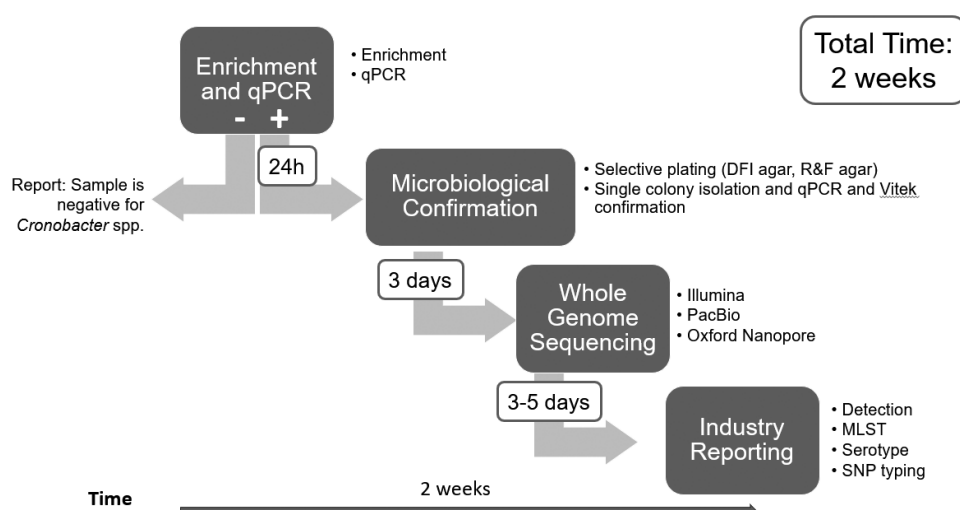 Total Time:
2 weeks
Enrichment
and qPCR
- +
• Enrichment
• qPCR
24h
Report: Sample is
negative for
Cronobacter spp.
Microbiological
Confirmation
• Selective plating (DFI agar, R&F agar)
• Single colony isolation and qPCR and Vitek
confirmation
3 days
Whole
Genome
Sequencing
• Illumina
• PacBio
• Oxford Nanopore
3-5 days
Industry
Reporting
• Detection
• MLST
• Serotype
• SNP typing
Time
2 weeks